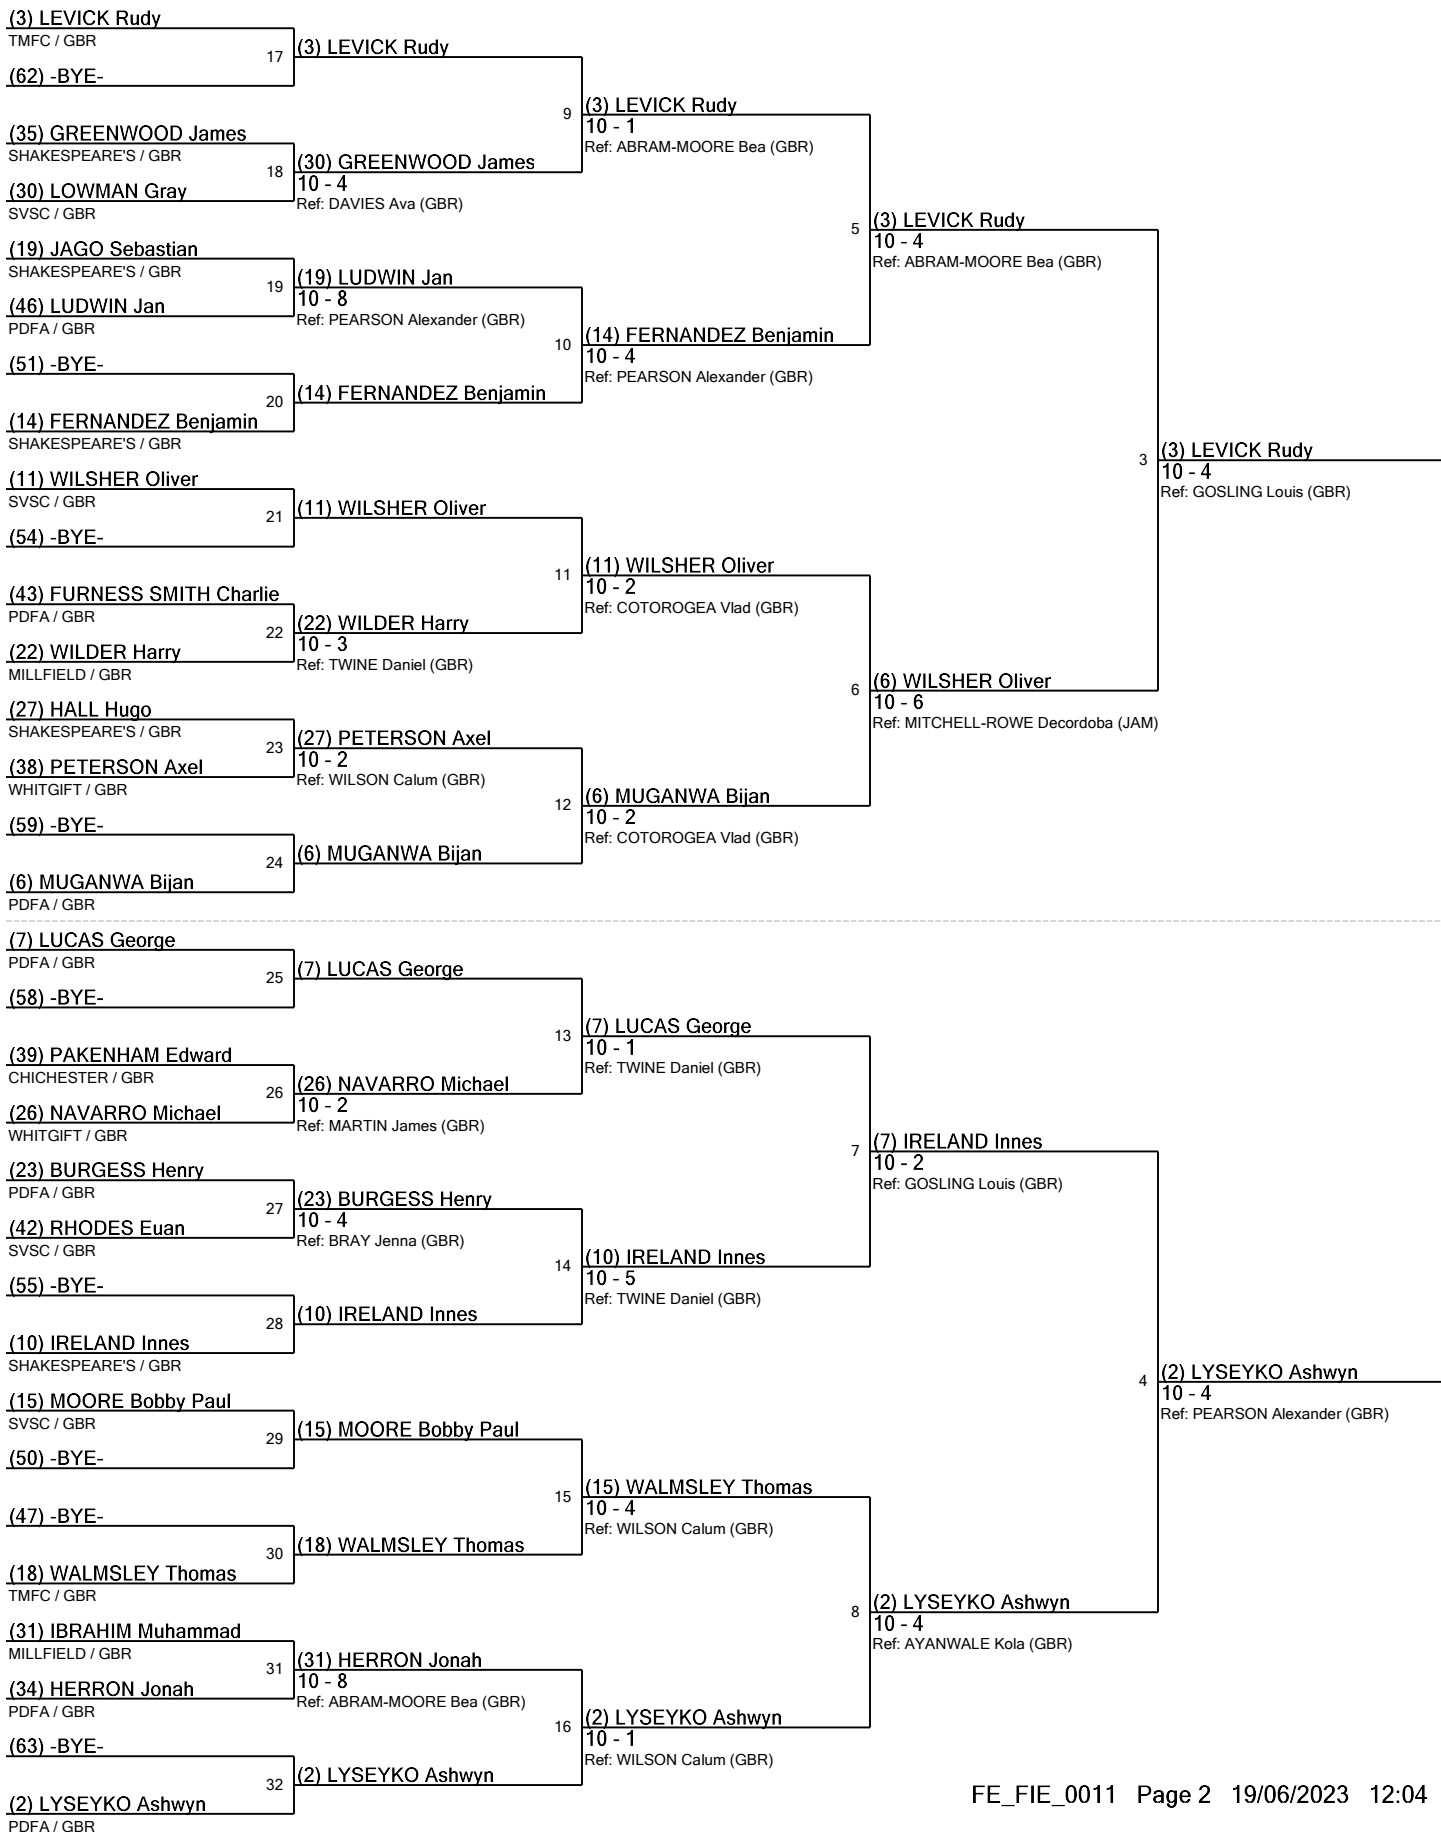 (3) LEVICK Rudy
TMFC / GBR
17
(3) LEVICK Rudy
(62) -BYE-
9
(3) LEVICK Rudy
10 - 1
Ref: ABRAM-MOORE Bea (GBR)
(35) GREENWOOD James
SHAKESPEARE'S / GBR
18
(30) GREENWOOD James
10 - 4
Ref: DAVIES Ava (GBR)
(30) LOWMAN Gray
SVSC / GBR
5
(3) LEVICK Rudy
10 - 4
Ref: ABRAM-MOORE Bea (GBR)
(19) JAGO Sebastian
SHAKESPEARE'S / GBR
19
(19) LUDWIN Jan
10 - 8
Ref: PEARSON Alexander (GBR)
(46) LUDWIN Jan
PDFA / GBR
10
(14) FERNANDEZ Benjamin
10 - 4
Ref: PEARSON Alexander (GBR)
(51) -BYE-
20
(14) FERNANDEZ Benjamin
(14) FERNANDEZ Benjamin
SHAKESPEARE'S / GBR
3
(3) LEVICK Rudy
10 - 4
Ref: GOSLING Louis (GBR)
(11) WILSHER Oliver
SVSC / GBR
21
(11) WILSHER Oliver
(54) -BYE-
11
(11) WILSHER Oliver
10 - 2
Ref: COTOROGEA Vlad (GBR)
(43) FURNESS SMITH Charlie
PDFA / GBR
22
(22) WILDER Harry
10 - 3
Ref: TWINE Daniel (GBR)
(22) WILDER Harry
MILLFIELD / GBR
6
(6) WILSHER Oliver
10 - 6
Ref: MITCHELL-ROWE Decordoba (JAM)
(27) HALL Hugo
SHAKESPEARE'S / GBR
23
(27) PETERSON Axel
10 - 2
Ref: WILSON Calum (GBR)
(38) PETERSON Axel
WHITGIFT / GBR
12
(6) MUGANWA Bijan
10 - 2
Ref: COTOROGEA Vlad (GBR)
(59) -BYE-
24
(6) MUGANWA Bijan
(6) MUGANWA Bijan
PDFA / GBR
(7) LUCAS George
PDFA / GBR
25
(7) LUCAS George
(58) -BYE-
13
(7) LUCAS George
10 - 1
Ref: TWINE Daniel (GBR)
(39) PAKENHAM Edward
CHICHESTER / GBR
26
(26) NAVARRO Michael
10 - 2
Ref: MARTIN James (GBR)
(26) NAVARRO Michael
WHITGIFT / GBR
7
(7) IRELAND Innes
10 - 2
Ref: GOSLING Louis (GBR)
(23) BURGESS Henry
PDFA / GBR
27
(23) BURGESS Henry
10 - 4
Ref: BRAY Jenna (GBR)
(42) RHODES Euan
SVSC / GBR
14
(10) IRELAND Innes
10 - 5
Ref: TWINE Daniel (GBR)
(55) -BYE-
28
(10) IRELAND Innes
(10) IRELAND Innes
SHAKESPEARE'S / GBR
4
(2) LYSEYKO Ashwyn
10 - 4
Ref: PEARSON Alexander (GBR)
(15) MOORE Bobby Paul
SVSC / GBR
29
(15) MOORE Bobby Paul
(50) -BYE-
15
(15) WALMSLEY Thomas
10 - 4
Ref: WILSON Calum (GBR)
(47) -BYE-
30
(18) WALMSLEY Thomas
(18) WALMSLEY Thomas
TMFC / GBR
8
(2) LYSEYKO Ashwyn
10 - 4
Ref: AYANWALE Kola (GBR)
(31) IBRAHIM Muhammad
MILLFIELD / GBR
31
(31) HERRON Jonah
10 - 8
Ref: ABRAM-MOORE Bea (GBR)
(34) HERRON Jonah
PDFA / GBR
16
(2) LYSEYKO Ashwyn
10 - 1
Ref: WILSON Calum (GBR)
(63) -BYE-
32
(2) LYSEYKO Ashwyn
(2) LYSEYKO Ashwyn
PDFA / GBR
FE_FIE_0011 Page 2 19/06/2023 12:04